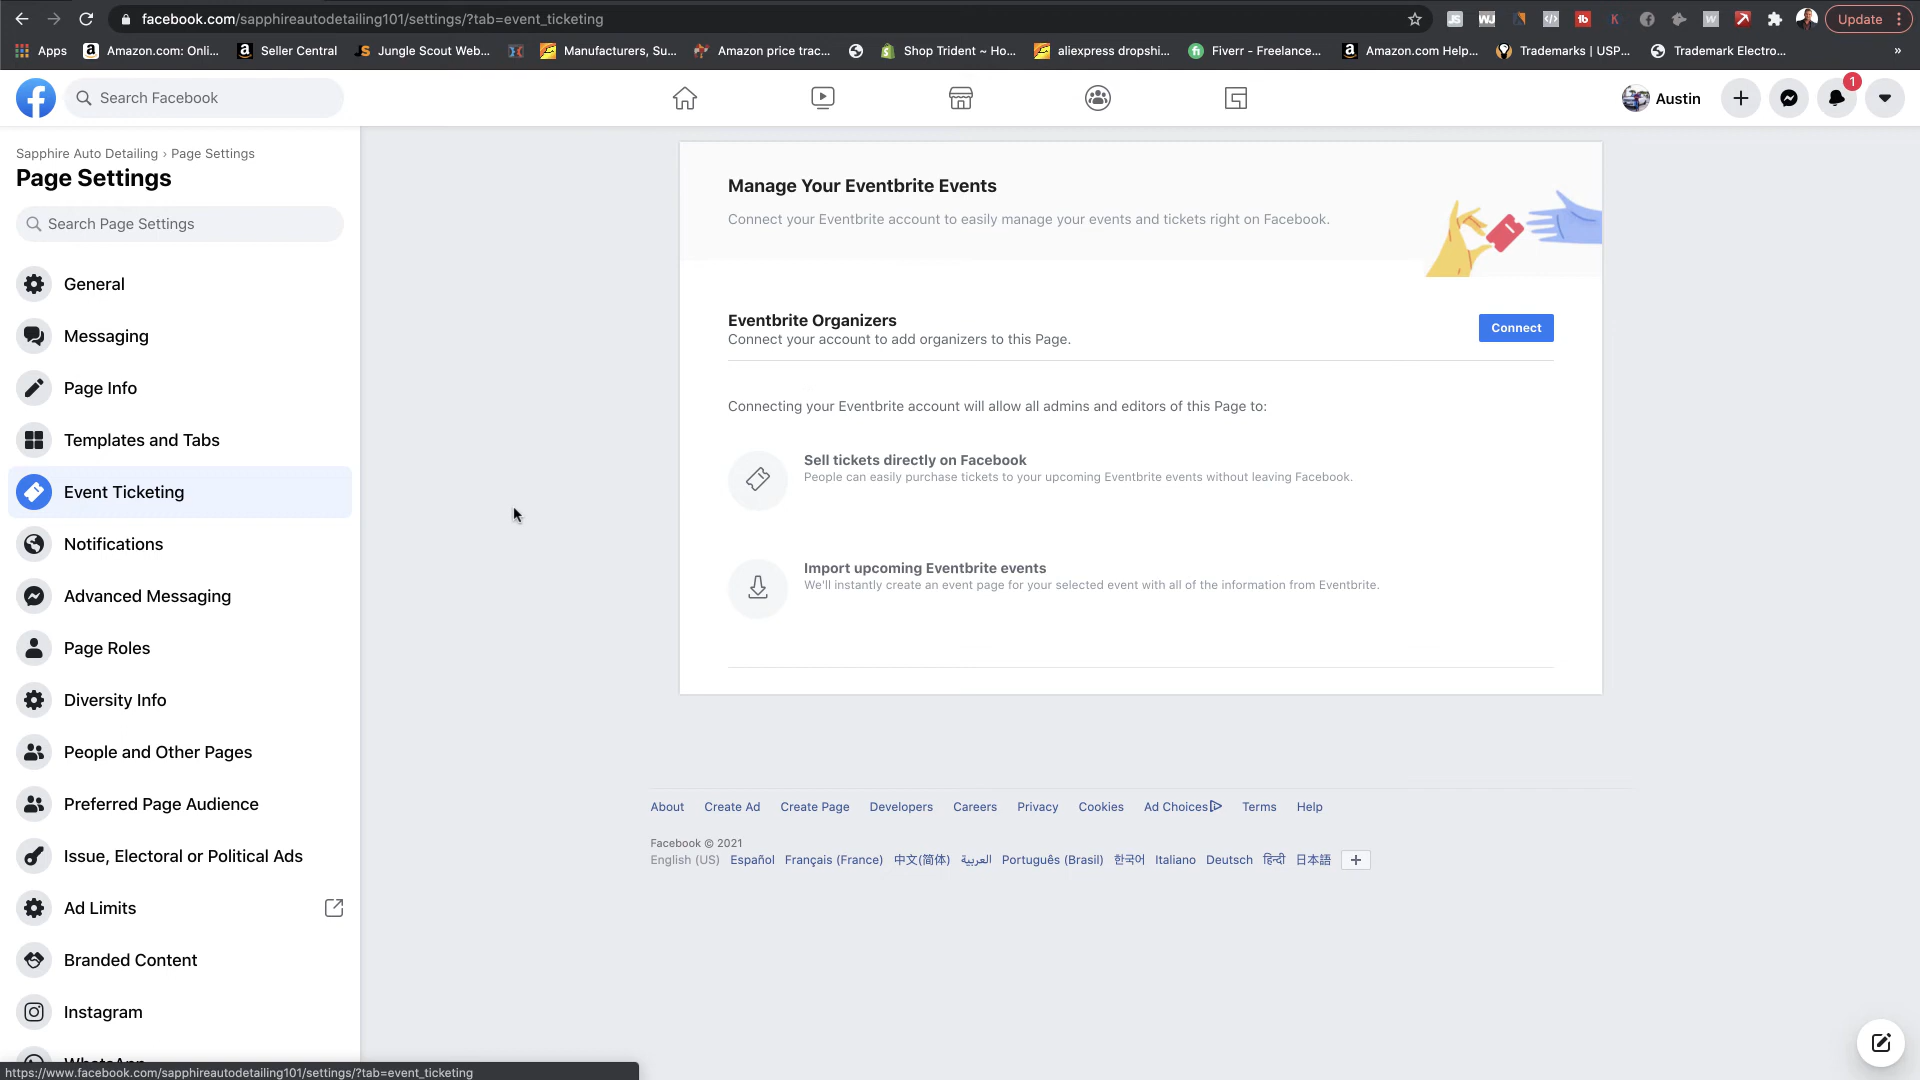 facebook.com/sapphireautodetailing101/settings/?tab=event_ticketing
Update
Apps
Amazon.com: Onli...
Seller Central
Jungle Scout Web...
Manufacturers, Su...
Amazon price trac...
Shop Trident ~ Ho...
aliexpress dropshi...
Fiverr - Freelance...
Amazon.com Help,...
Trademarks | USP...
Trademark Electro...
»
Search Facebook
Austin
1
Sapphire Auto Detailing › Page Settings
Page Settings
Search Page Settings
General
Messaging
Page Info
Templates and Tabs
Event Ticketing
Notifications
Advanced Messaging
Page Roles
Diversity Info
People and Other Pages
Preferred Page Audience
Issue, Electoral or Political Ads
Ad Limits
Branded Content
Instagram
WhatsApp
https://www.facebook.com/sapphireautodetailing101/settings/?tab=event_ticketing
Manage Your Eventbrite Events
Connect your Eventbrite account to easily manage your events and tickets right on Facebook.
Eventbrite Organizers
Connect your account to add organizers to this Page.
Connect
Connecting your Eventbrite account will allow all admins and editors of this Page to:
Sell tickets directly on Facebook
People can easily purchase tickets to your upcoming Eventbrite events without leaving Facebook.
Import upcoming Eventbrite events
We'll instantly create an event page for your selected event with all of the information from Eventbrite.
About Create Ad Create Page Developers Careers Privacy Cookies Ad Choices Terms Help
Facebook © 2021
English (US) Español Français (France) 中文(简体) العربية Português (Brasil) 한국어 Italiano Deutsch हिन्दी 日本語